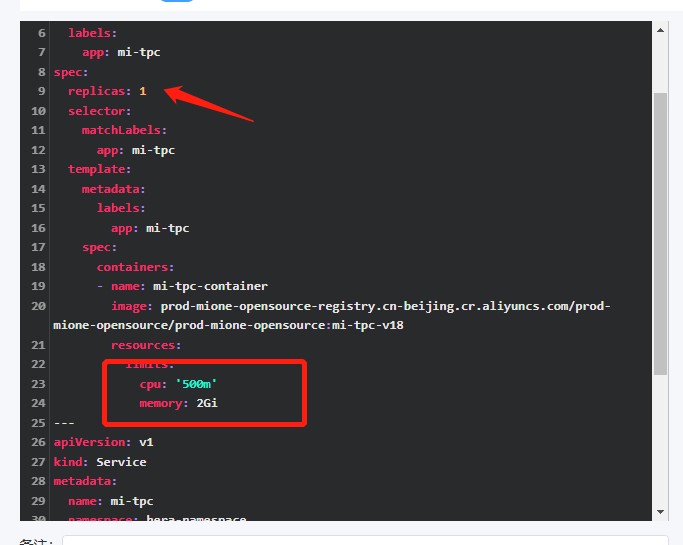 6 labels:
7 app: mi-tpc
8 spec:
9 replicas: 1
10 selector:
11 matchLabels:
12 app: mi-tpc
13 template:
14 metadata:
15 labels:
16 app: mi-tpc
17 spec:
18 containers:
19 - name: mi-tpc-container
20 image: prod-mione-opensource-registry.cn-beijing.cr.aliyuncs.com/prod-
mione-opensource/prod-mione-opensource:mi-tpc-v18
21 resources:
22 limits:
23 cpu: '500m'
24 memory: 2Gi
25 ---
26 apiVersion: v1
27 kind: Service
28 metadata:
29 name: mi-tpc
30 namespace: hera-namespace
备注: